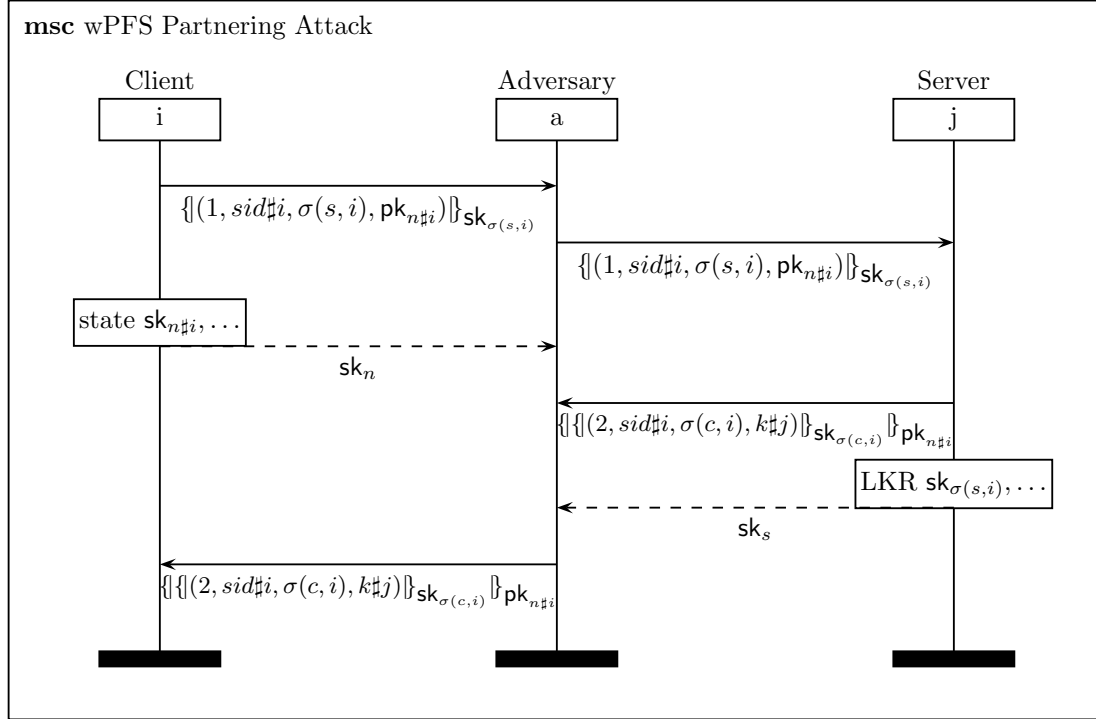 msc wPFS Partnering Attack
Client Adversary Server
i a j
{|(1, sid♯i, σ(s, i), pk_{n♯i})|}_{sk_{σ(s,i)}}
{|(1, sid♯i, σ(s, i), pk_{n♯i})|}_{sk_{σ(s,i)}}
state sk_{n♯i}, …
sk_n
{|{|(2, sid♯i, σ(c, i), k♯j)|}_{sk_{σ(c,i)}}|}_{pk_{n♯i}}
LKR sk_{σ(s,i)}, …
sk_s
{|{|(2, sid♯i, σ(c, i), k♯j)|}_{sk_{σ(c,i)}}|}_{pk_{n♯i}}